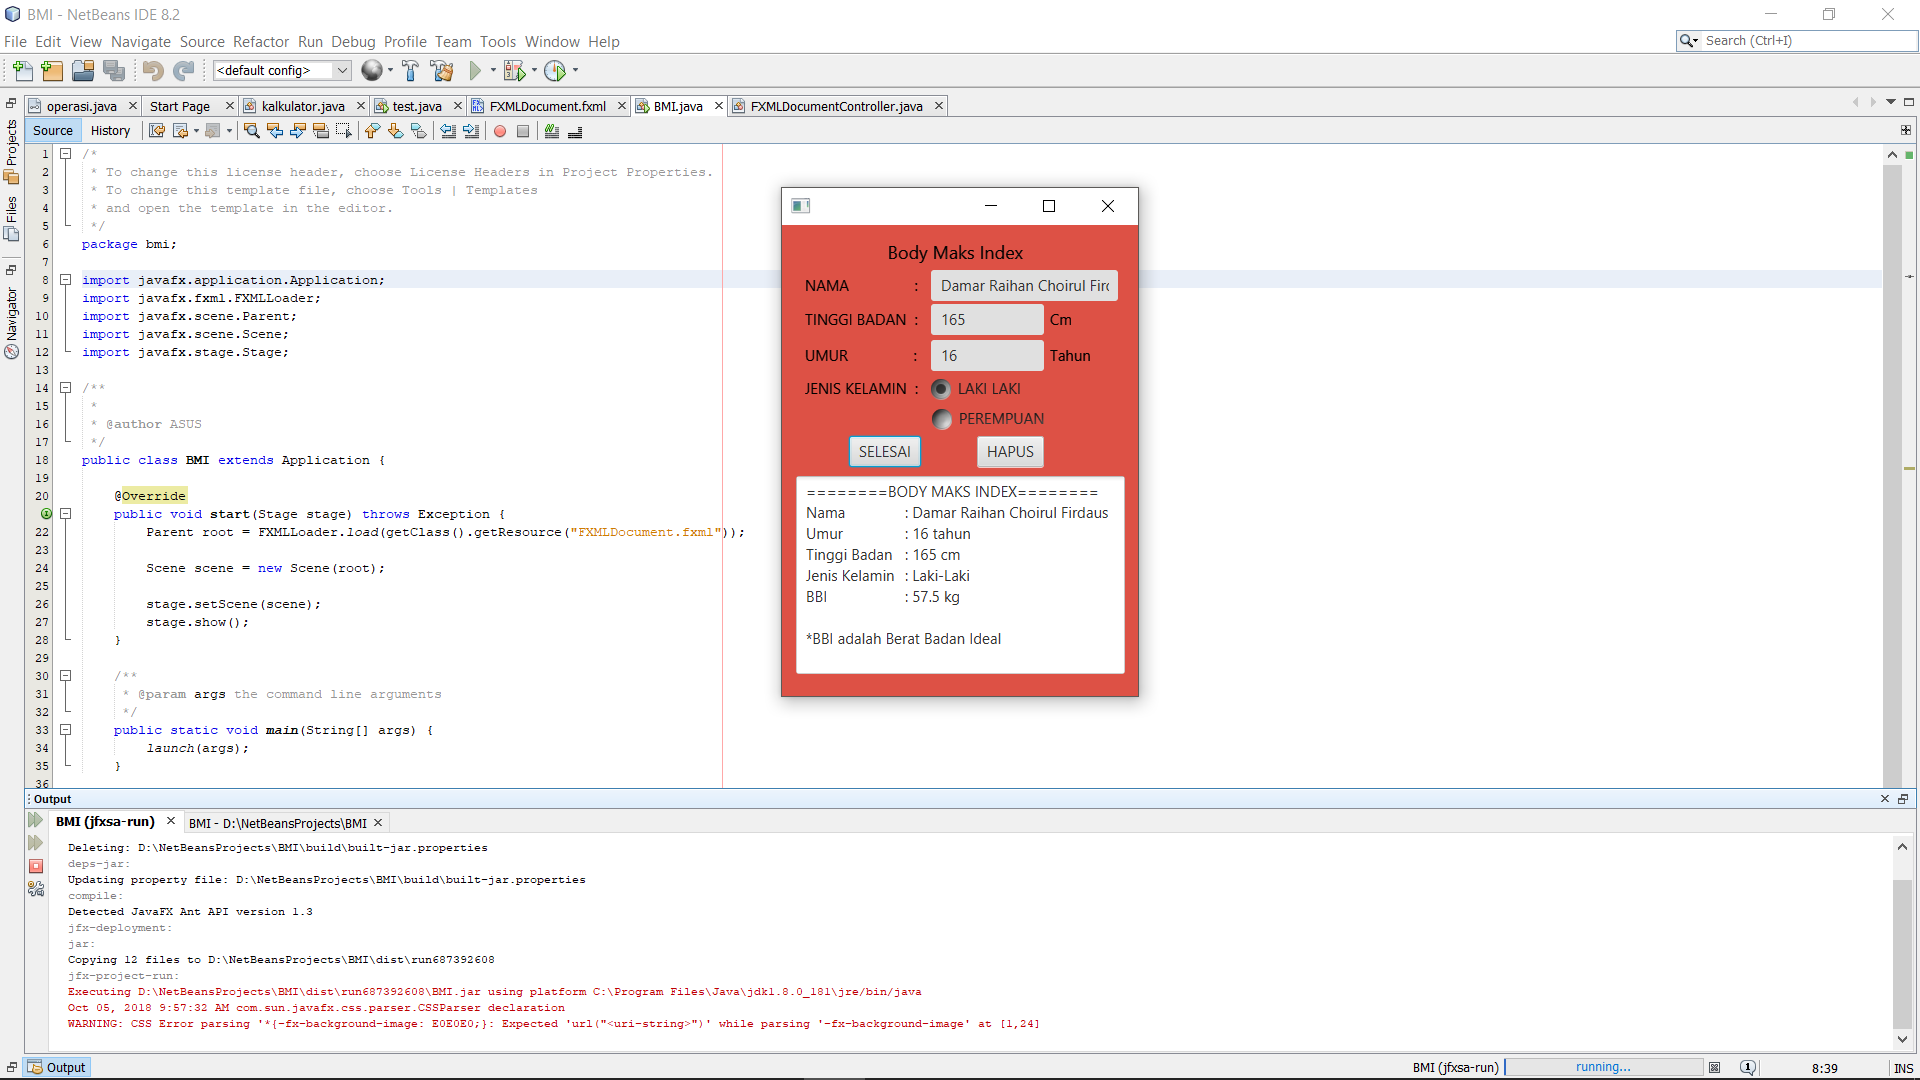 BMI - NetBeans IDE 8.2
File Edit View Navigate Source Refactor Run Debug Profile Team Tools Window Help
Search (Ctrl+I)
<default config>
operasi.java Start Page kalkulator.java test.java FXMLDocument.fxml BMI.java FXMLDocumentController.java
Source History
Projects
Files
Navigator
1 /*
2 * To change this license header, choose License Headers in Project Properties.
3 * To change this template file, choose Tools | Templates
4 * and open the template in the editor.
5 */
6 package bmi;
7
8 import javafx.application.Application;
9 import javafx.fxml.FXMLLoader;
10 import javafx.scene.Parent;
11 import javafx.scene.Scene;
12 import javafx.stage.Stage;
13
14 /**
15 *
16 * @author ASUS
17 */
18 public class BMI extends Application {
19
20 @Override
public void start(Stage stage) throws Exception {
22 Parent root = FXMLLoader.load(getClass().getResource("FXMLDocument.fxml"));
23
24 Scene scene = new Scene(root);
25
26 stage.setScene(scene);
27 stage.show();
28 }
29
30 /**
31 * @param args the command line arguments
32 */
33 public static void main(String[] args) {
34 launch(args);
35 }
36
Body Maks Index
NAMA : Damar Raihan Choirul Fird
TINGGI BADAN : 165 Cm
UMUR : 16 Tahun
JENIS KELAMIN : LAKI LAKI
PEREMPUAN
SELESAI HAPUS
========BODY MAKS INDEX========
Nama : Damar Raihan Choirul Firdaus
Umur : 16 tahun
Tinggi Badan : 165 cm
Jenis Kelamin : Laki-Laki
BBI : 57.5 kg
*BBI adalah Berat Badan Ideal
Output
BMI (jfxsa-run) BMI - D:\NetBeansProjects\BMI
Deleting: D:\NetBeansProjects\BMI\build\built-jar.properties
deps-jar:
Updating property file: D:\NetBeansProjects\BMI\build\built-jar.properties
compile:
Detected JavaFX Ant API version 1.3
jfx-deployment:
jar:
Copying 12 files to D:\NetBeansProjects\BMI\dist\run687392608
jfx-project-run:
Executing D:\NetBeansProjects\BMI\dist\run687392608\BMI.jar using platform C:\Program Files\Java\jdk1.8.0_181\jre/bin/java
Oct 05, 2018 9:57:32 AM com.sun.javafx.css.parser.CSSParser declaration
WARNING: CSS Error parsing '*{-fx-background-image: E0E0E0;}: Expected 'url("<uri-string>")' while parsing '-fx-background-image' at [1,24]
Output
BMI (jfxsa-run) running... 1 8:39 INS